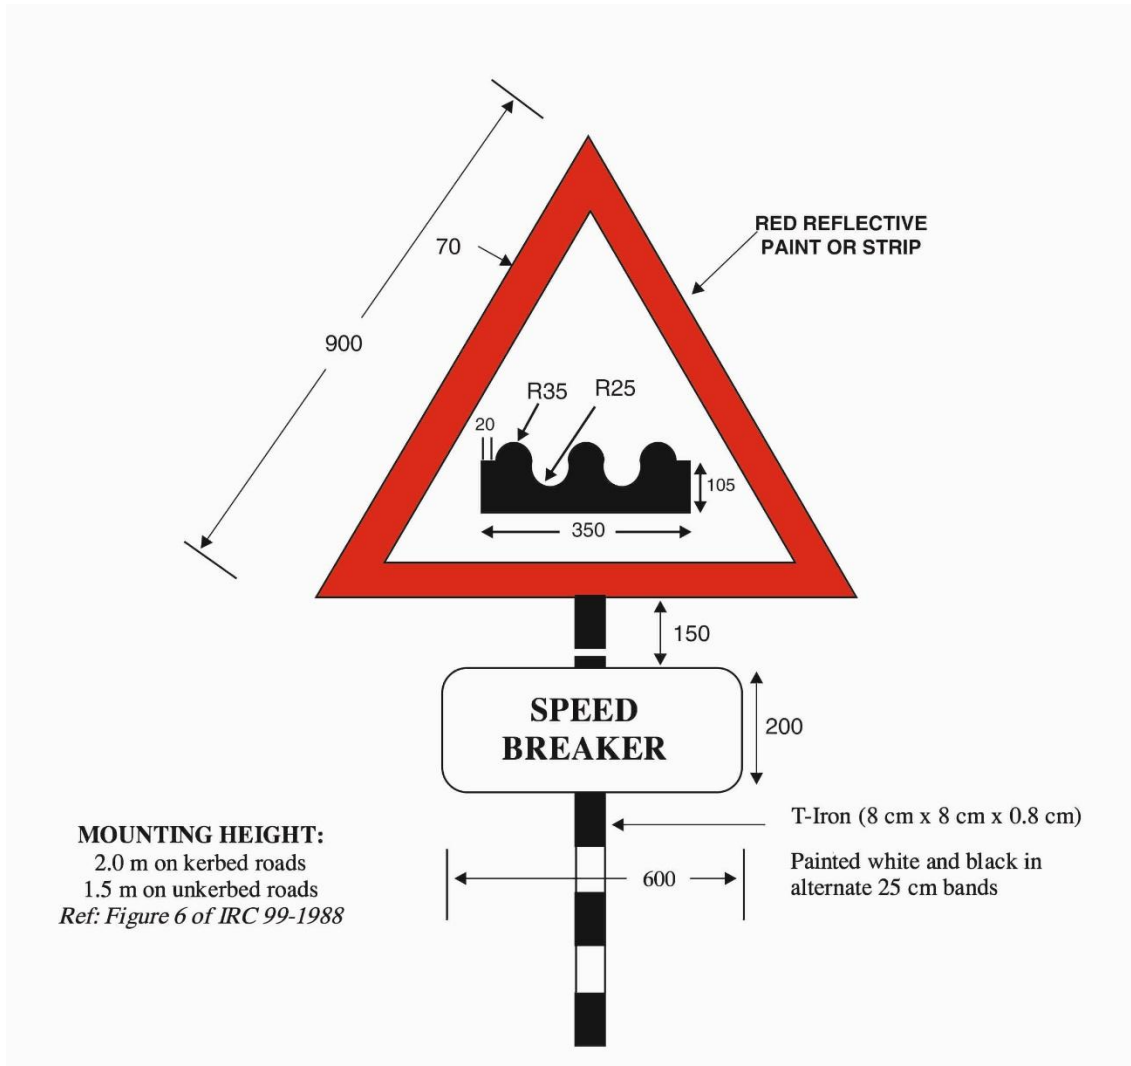 RED REFLECTIVE
PAINT OR STRIP
70
900
R35
R25
20
105
350
150
SPEED
BREAKER
200
T-Iron (8 cm x 8 cm x 0.8 cm)
MOUNTING HEIGHT:
2.0 m on kerbed roads
1.5 m on unkerbed roads
Ref: Figure 6 of IRC 99-1988
600
Painted white and black in
alternate 25 cm bands